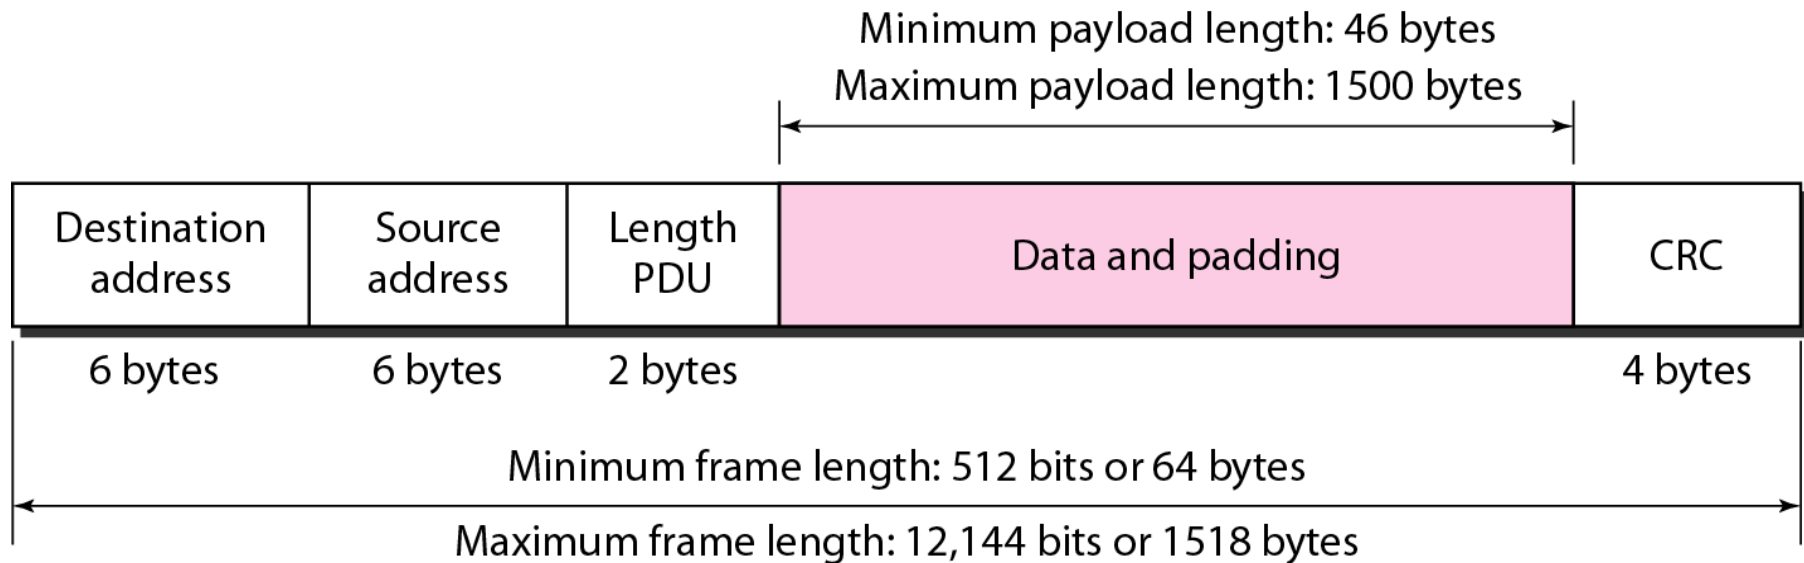 Minimum payload length: 46 bytes
Maximum payload length: 1500 bytes
Destination
address
Source
address
Length
PDU
Data and padding
CRC
6 bytes
6 bytes
2 bytes
4 bytes
Minimum frame length: 512 bits or 64 bytes
Maximum frame length: 12,144 bits or 1518 bytes